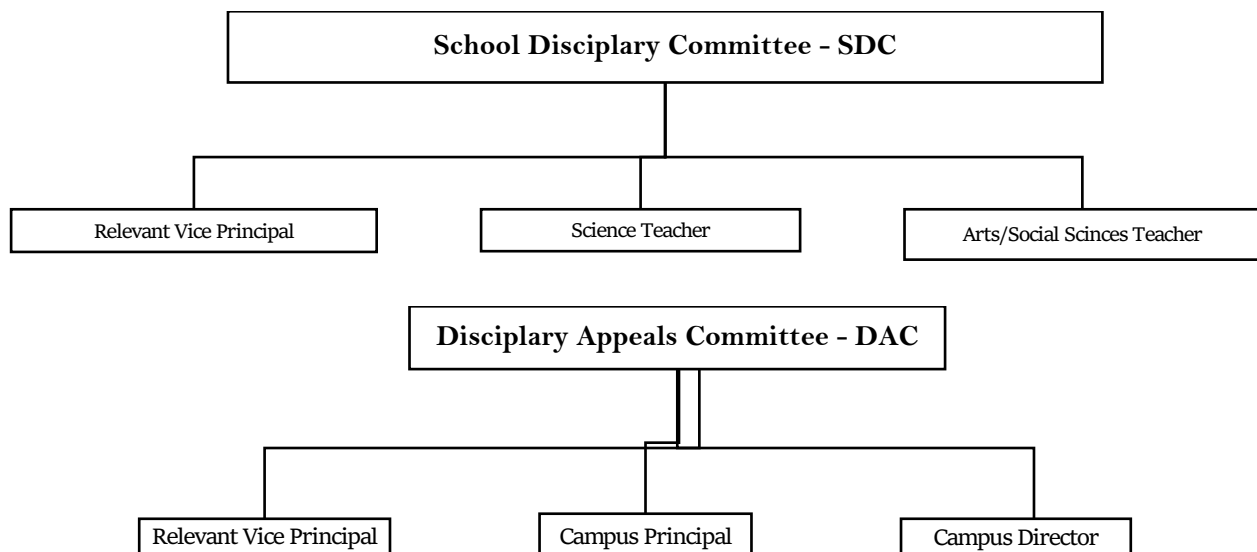 School Disciplary Committee - SDC
Relevant Vice Principal
Science Teacher
Arts/Social Scinces Teacher
Disciplary Appeals Committee - DAC
Relevant Vice Principal
Campus Principal
Campus Director